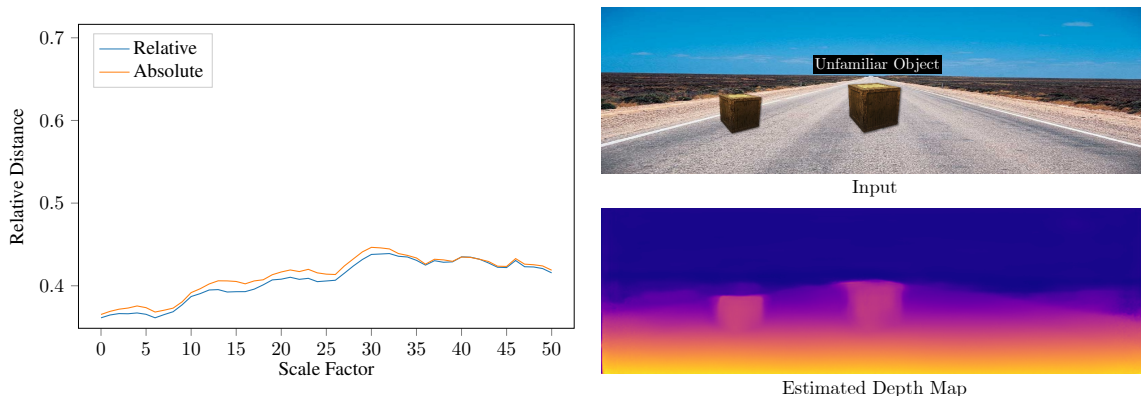 0.7
0.6
0.5
0.4
Relative Distance
Relative
Absolute
0 5 10 15 20 25 30 35 40 45 50
Scale Factor
Unfamiliar Object
Input
Estimated Depth Map